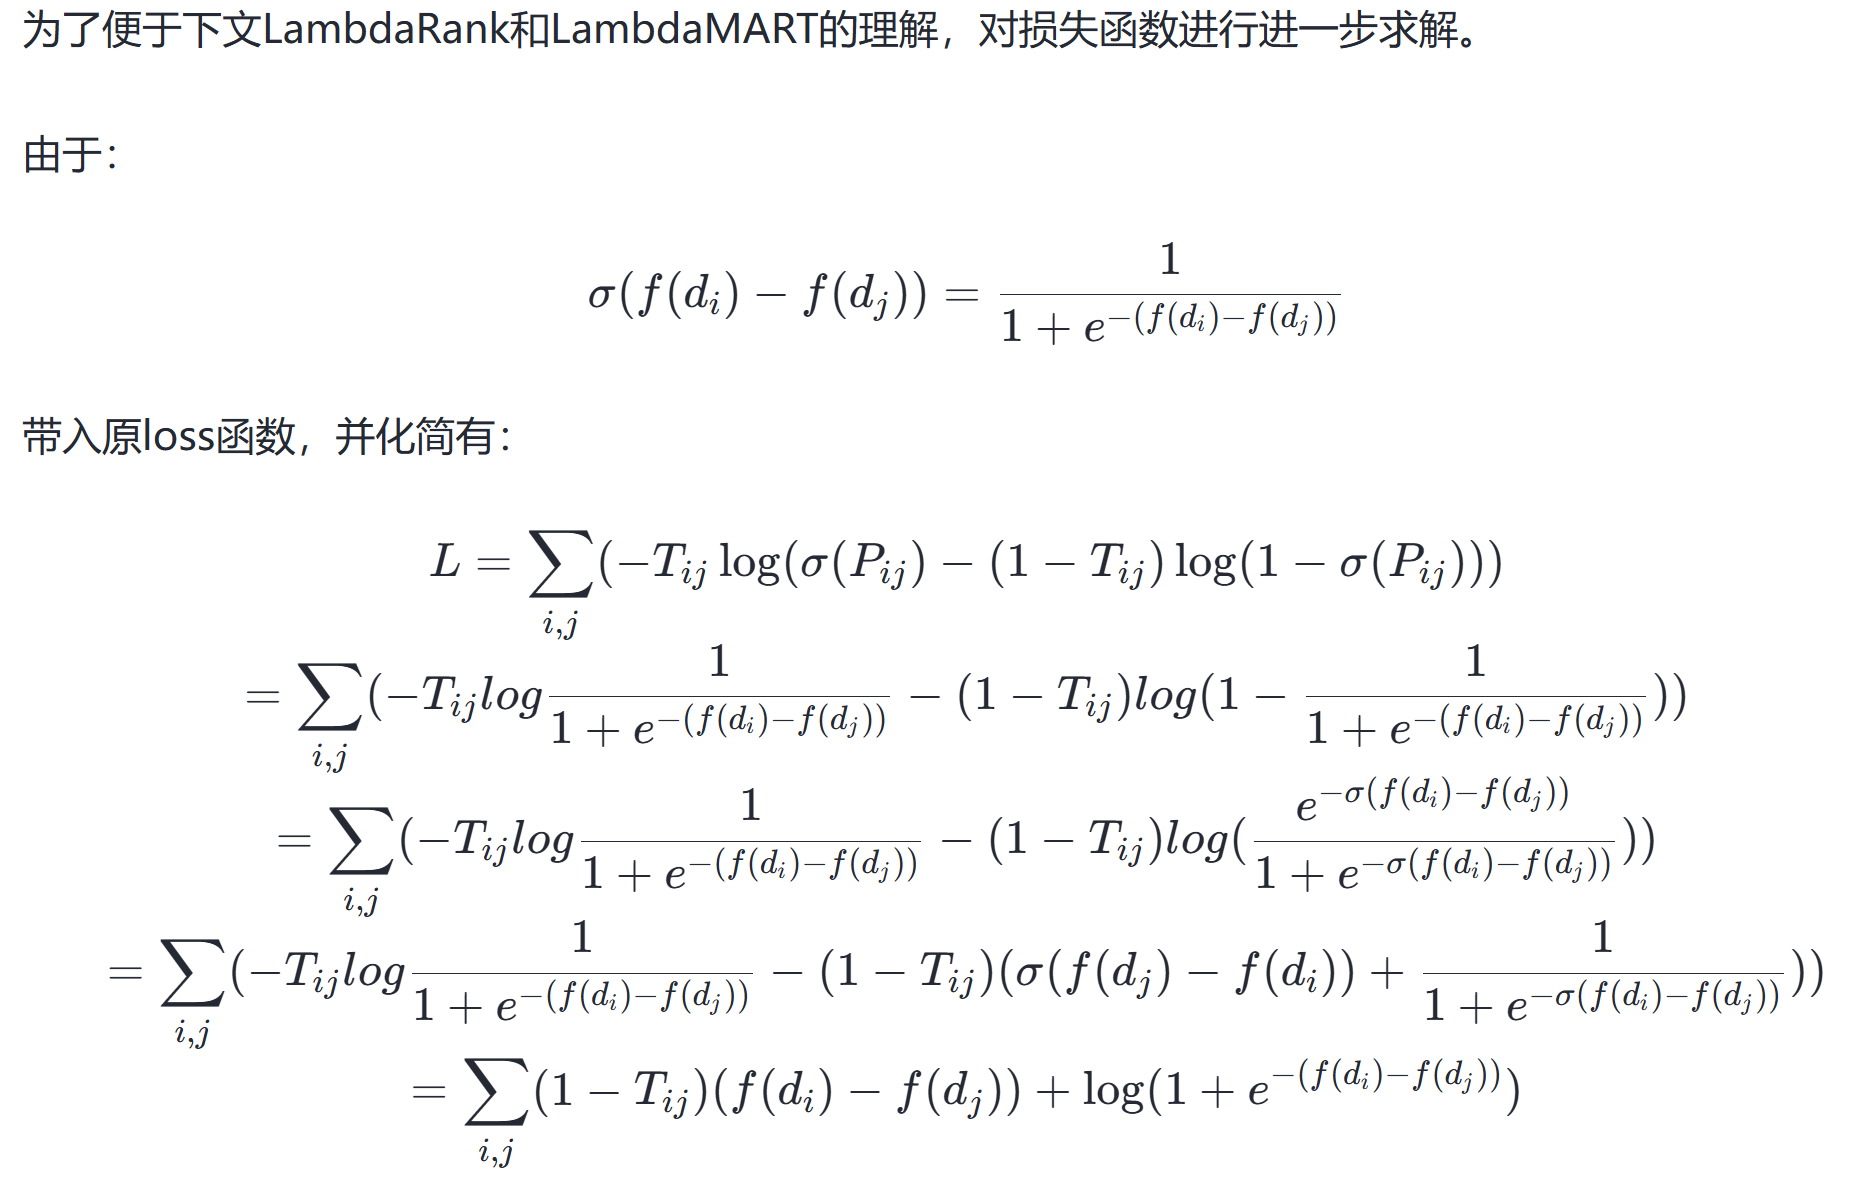 为了便于下文LambdaRank和LambdaMART的理解，对损失函数进行进一步求解。
由于：
$\sigma(f(d_i) - f(d_j)) = \frac{1}{1 + e^{-(f(d_i)-f(d_j))}}$
带入原loss函数，并化简有：
$L = \sum_{i,j}(-T_{ij}\log(\sigma(P_{ij}) - (1 - T_{ij})\log(1 - \sigma(P_{ij})))$
$= \sum_{i,j}(-T_{ij}log\frac{1}{1 + e^{-(f(d_i)-f(d_j))}} - (1 - T_{ij})log(1 - \frac{1}{1 + e^{-(f(d_i)-f(d_j))}}))$
$= \sum_{i,j}(-T_{ij}log\frac{1}{1 + e^{-(f(d_i)-f(d_j))}} - (1 - T_{ij})log(\frac{e^{-\sigma(f(d_i)-f(d_j))}}{1 + e^{-\sigma(f(d_i)-f(d_j))}}))$
$= \sum_{i,j}(-T_{ij}log\frac{1}{1 + e^{-(f(d_i)-f(d_j))}} - (1 - T_{ij})(\sigma(f(d_j) - f(d_i)) + \frac{1}{1 + e^{-\sigma(f(d_i)-f(d_j))}}))$
$= \sum_{i,j}(1 - T_{ij})(f(d_i) - f(d_j)) + \log(1 + e^{-(f(d_i)-f(d_j))})$